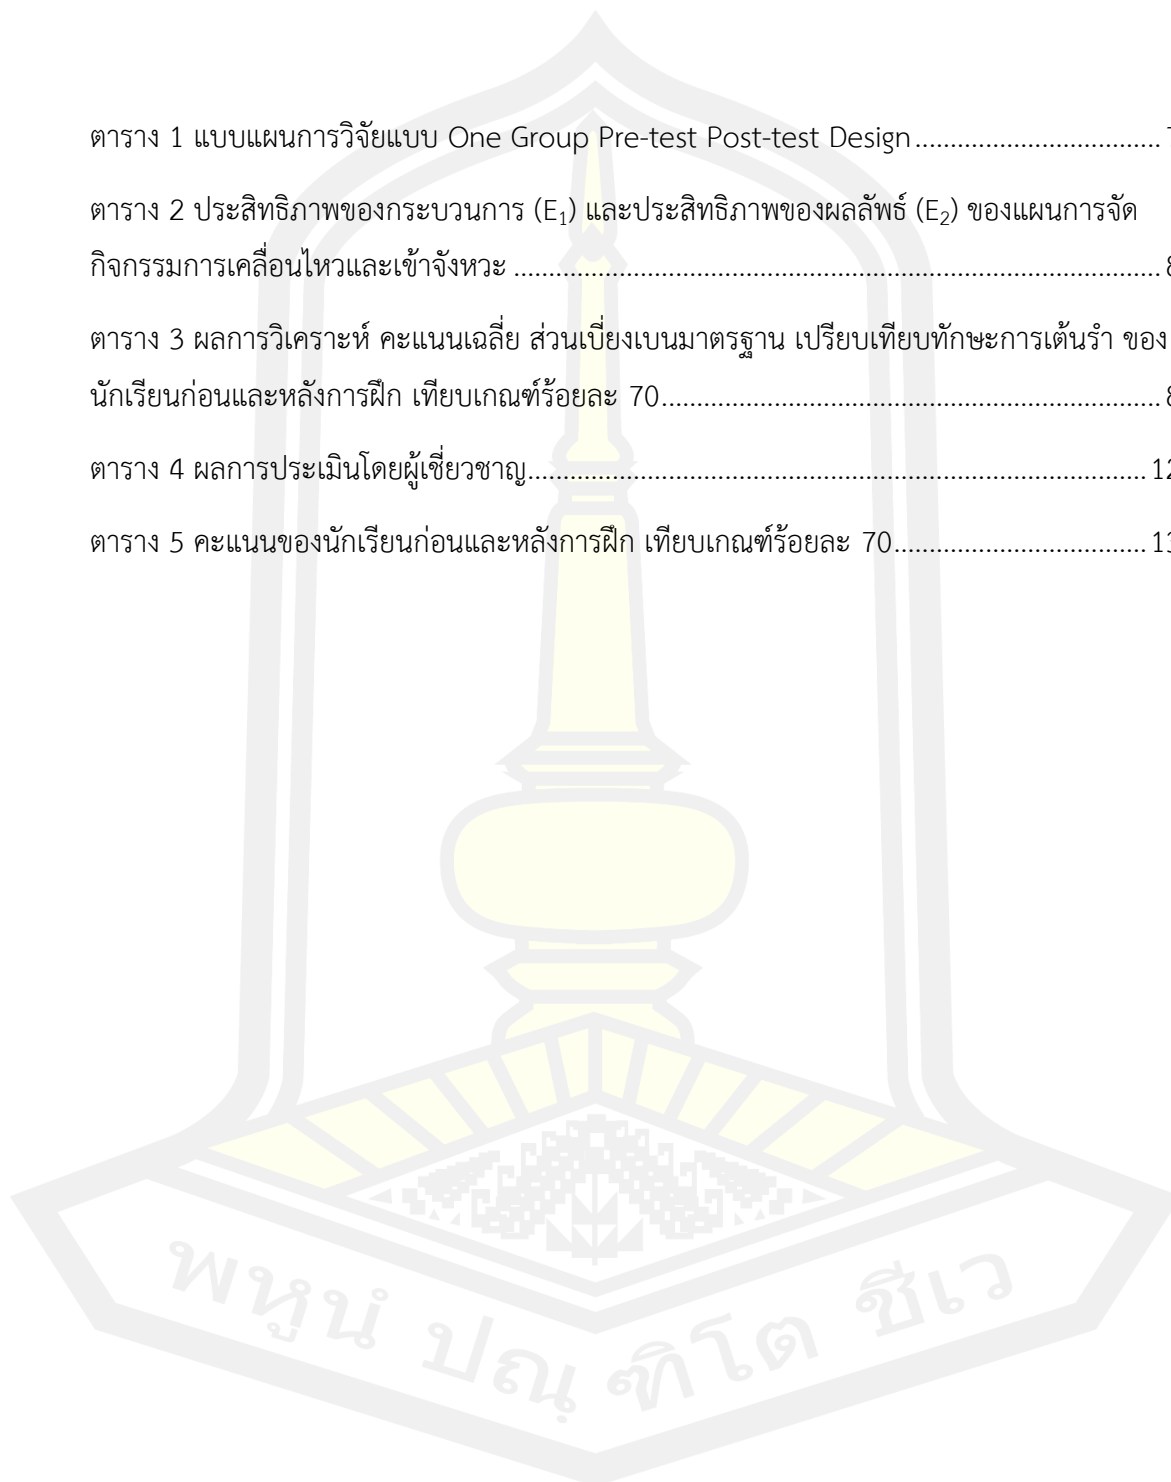 ตาราง 1 แบบแผนการวิจัยแบบ One Group Pre-test Post-test Design
ตาราง 2 ประสิทธิภาพของกระบวนการ (E₁) และประสิทธิภาพของผลลัพธ์ (E₂) ของแผนการจัด
กิจกรรมการเคลื่อนไหวและเข้าจังหวะ
ตาราง 3 ผลการวิเคราะห์ คะแนนเฉลี่ย ส่วนเบี่ยงเบนมาตรฐาน เปรียบเทียบทักษะการเต้นรำ ของ
นักเรียนก่อนและหลังการฝึก เทียบเกณฑ์ร้อยละ 70
ตาราง 4 ผลการประเมินโดยผู้เชี่ยวชาญ
ตาราง 5 คะแนนของนักเรียนก่อนและหลังการฝึก เทียบเกณฑ์ร้อยละ 70
พหูนํ ปณฺฑิโต ชีเว